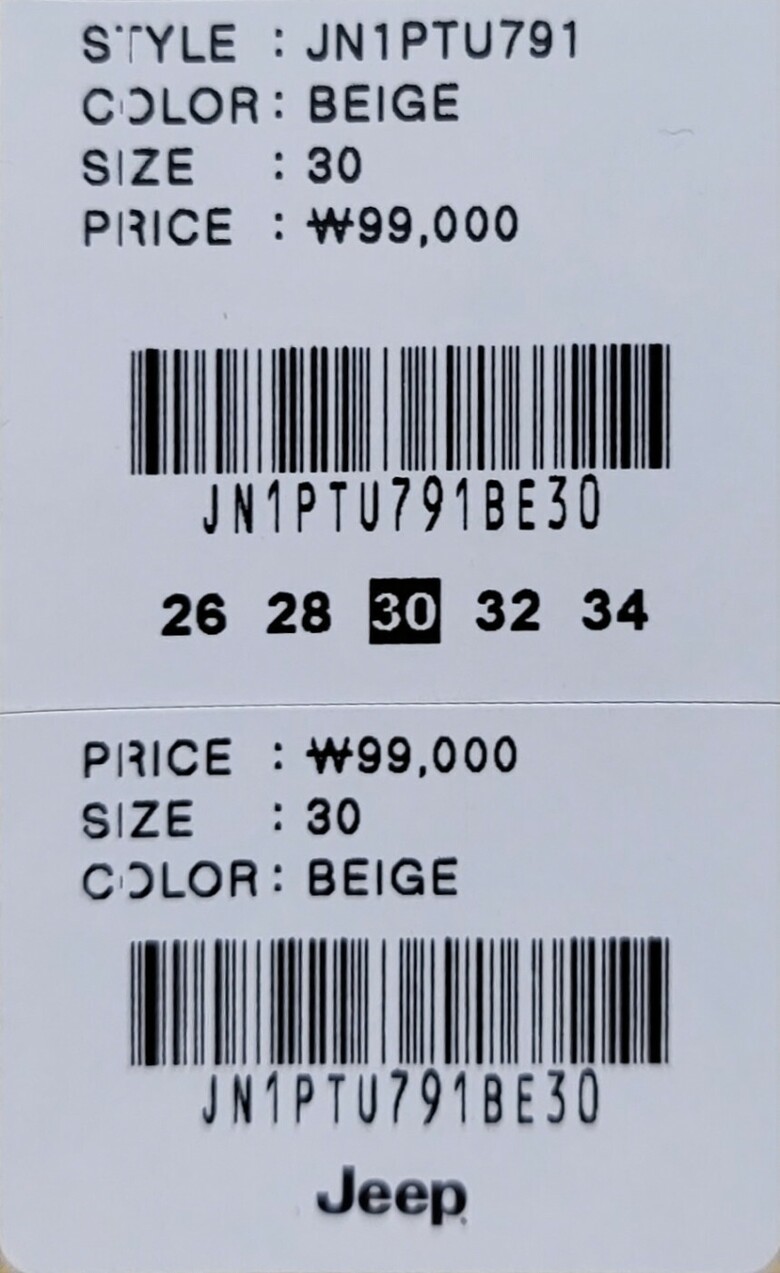 STYLE : JN1PTU791
COLOR : BEIGE
SIZE : 30
PRICE : ₩99,000
JN1PTU791BE30
26 28 30 32 34
PRICE : ₩99,000
SIZE : 30
COLOR : BEIGE
JN1PTU791BE30
Jeep